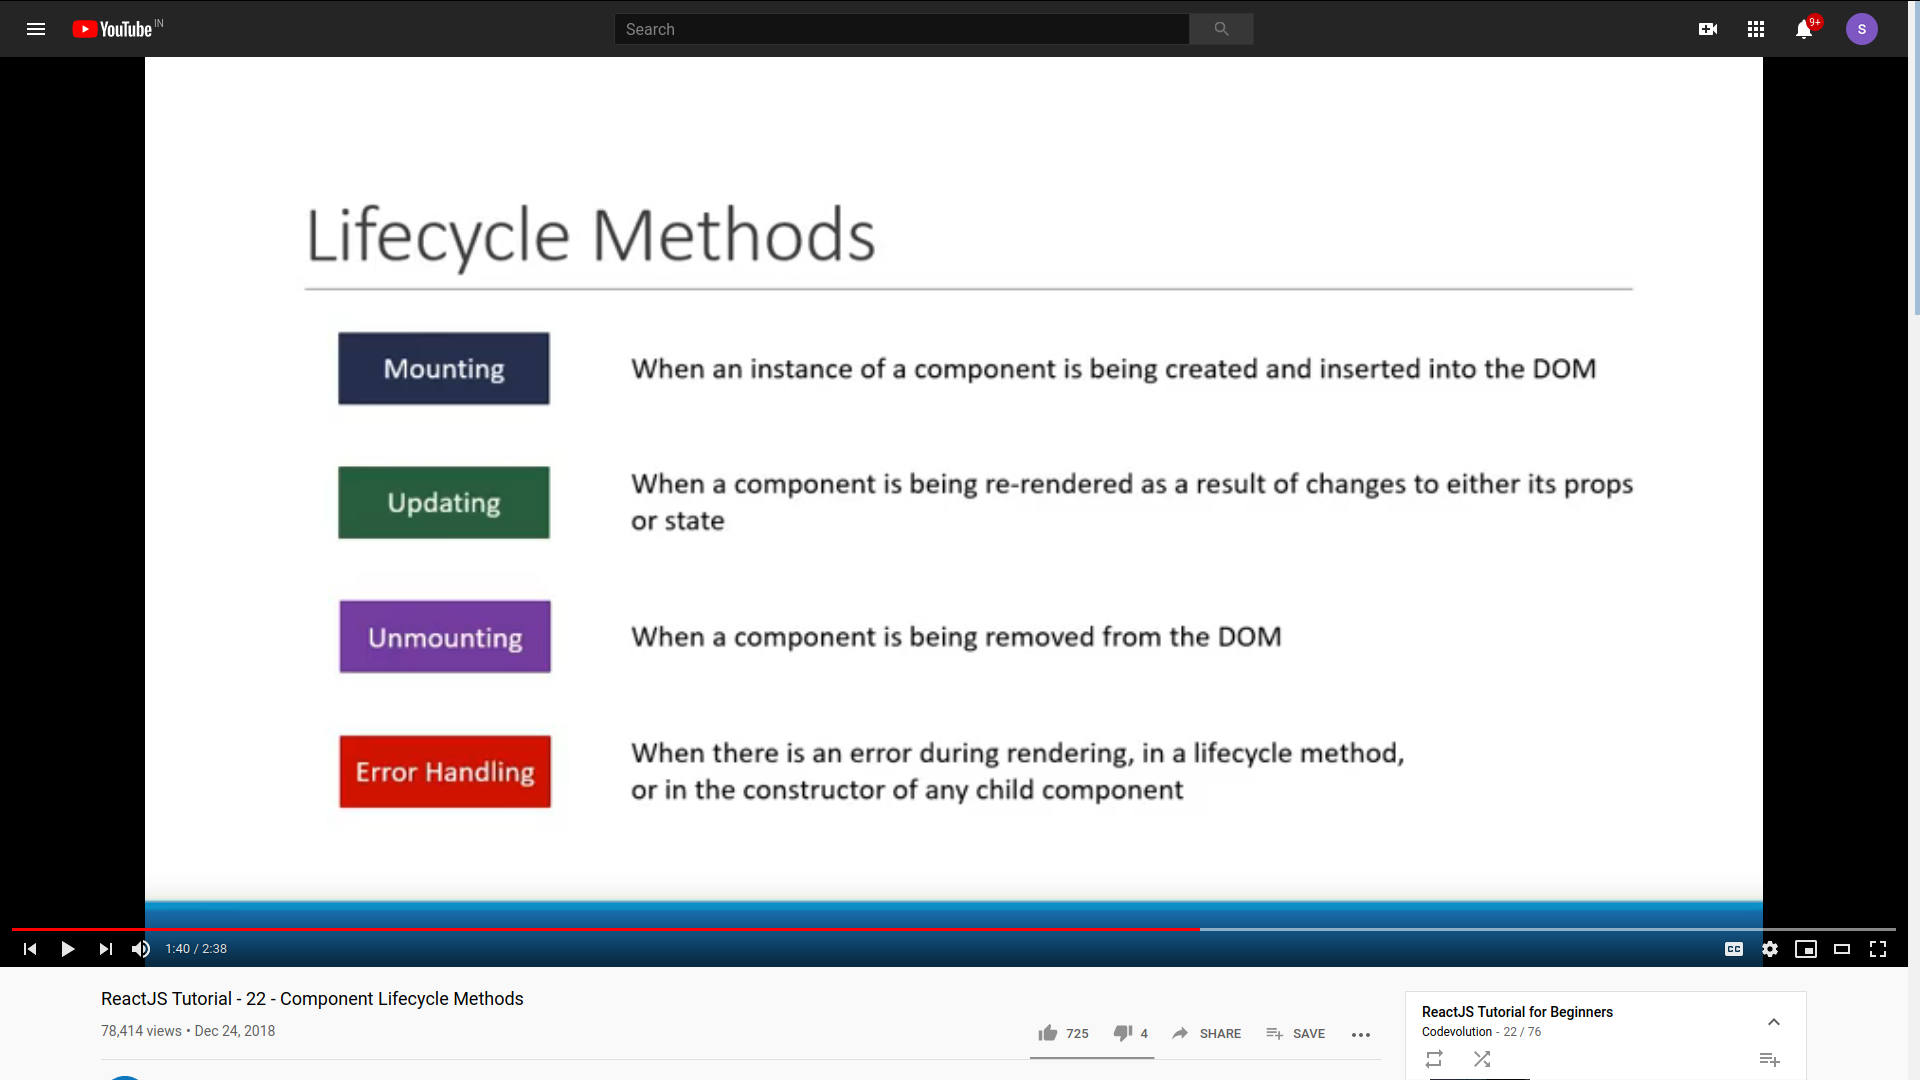 YouTube IN
Search
9+
S
Lifecycle Methods
Mounting
When an instance of a component is being created and inserted into the DOM
Updating
When a component is being re-rendered as a result of changes to either its props
or state
Unmounting
When a component is being removed from the DOM
Error Handling
When there is an error during rendering, in a lifecycle method,
or in the constructor of any child component
1:40 / 2:38
CC
ReactJS Tutorial - 22 - Component Lifecycle Methods
78,414 views • Dec 24, 2018
725
4
SHARE
SAVE
ReactJS Tutorial for Beginners
Codevolution - 22 / 76